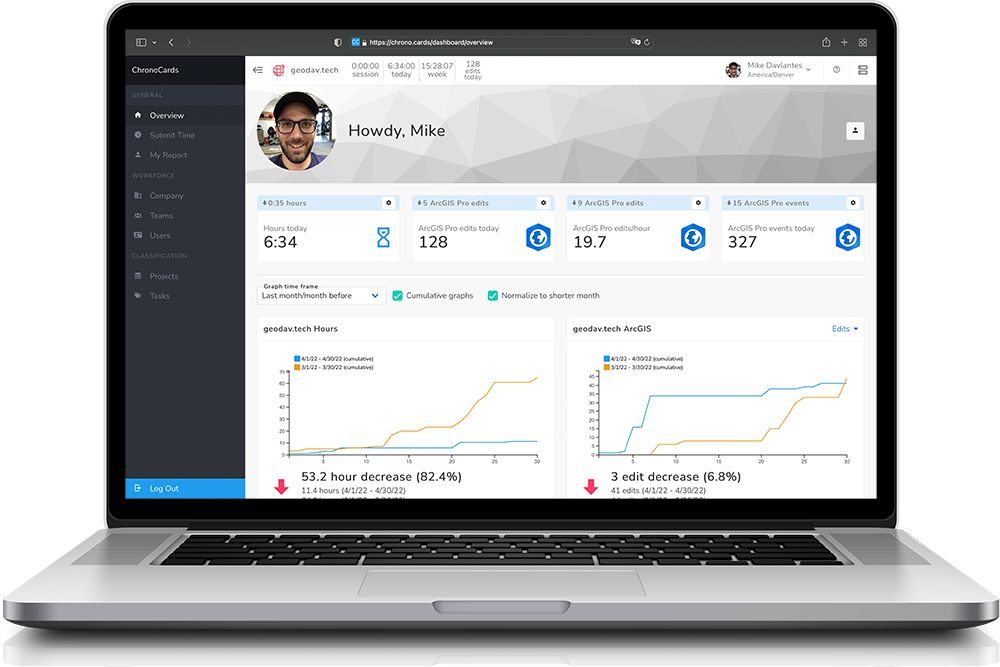 https://chrono.cards/dashboard/overview
ChronoCards
geodav.tech
0:00:00 session
6:34:00 today
15:28:07 week
128 edits today
Mike Davlantes
America/Denver
GENERAL
Overview
Submit Time
My Report
WORKFORCE
Company
Teams
Users
CLASSIFICATION
Projects
Tasks
Log Out
Howdy, Mike
0:35 hours
Hours today
6:34
5 ArcGIS Pro edits
ArcGIS Pro edits today
128
9 ArcGIS Pro edits
ArcGIS Pro edits/hour
19.7
15 ArcGIS Pro events
ArcGIS Pro events today
327
Graph time frame
Last month/month before
Cumulative graphs
Normalize to shorter month
geodav.tech Hours
4/1/22 - 4/30/22 (cumulative)
3/1/22 - 3/30/22 (cumulative)
70
60
50
40
30
20
10
0
5 10 15 20 25 30
53.2 hour decrease (82.4%)
11.4 hours (4/1/22 - 4/30/22)
geodav.tech ArcGIS
Edits
4/1/22 - 4/30/22 (cumulative)
3/1/22 - 3/30/22 (cumulative)
45
40
35
30
25
20
15
10
5
0
5 10 15 20 25 30
3 edit decrease (6.8%)
41 edits (4/1/22 - 4/30/22)